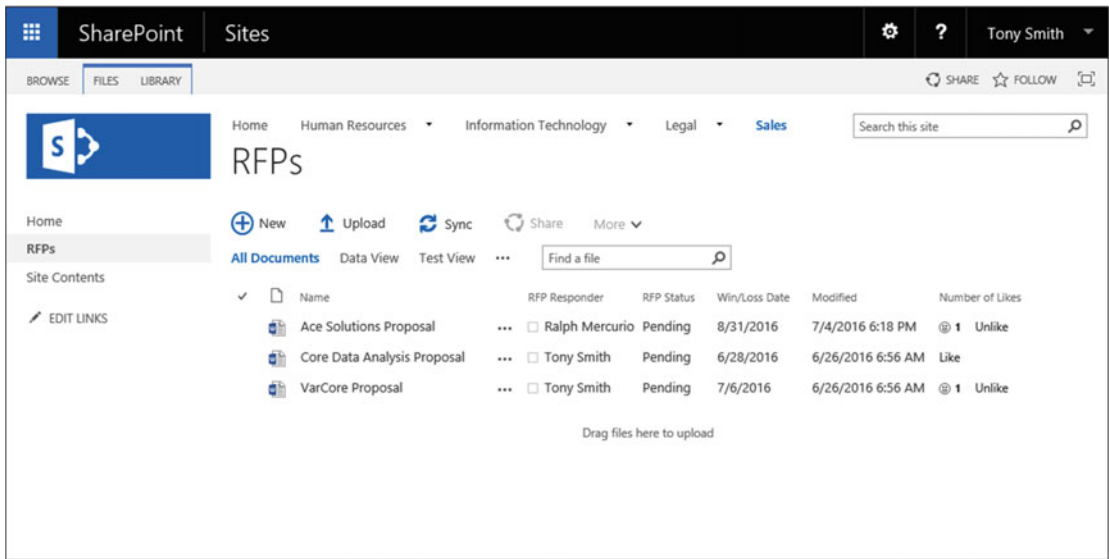 SharePoint Sites ? Tony Smith
BROWSE FILES LIBRARY SHARE FOLLOW
S
Home Human Resources Information Technology Legal Sales Search this site
RFPs
Home
RFPs
Site Contents
EDIT LINKS
New Upload Sync Share More
All Documents Data View Test View ••• Find a file
Name RFP Responder RFP Status Win/Loss Date Modified Number of Likes
Ace Solutions Proposal ••• Ralph Mercurio Pending 8/31/2016 7/4/2016 6:18 PM 1 Unlike
Core Data Analysis Proposal ••• Tony Smith Pending 6/28/2016 6/26/2016 6:56 AM Like
VarCore Proposal ••• Tony Smith Pending 7/6/2016 6/26/2016 6:56 AM 1 Unlike
Drag files here to upload